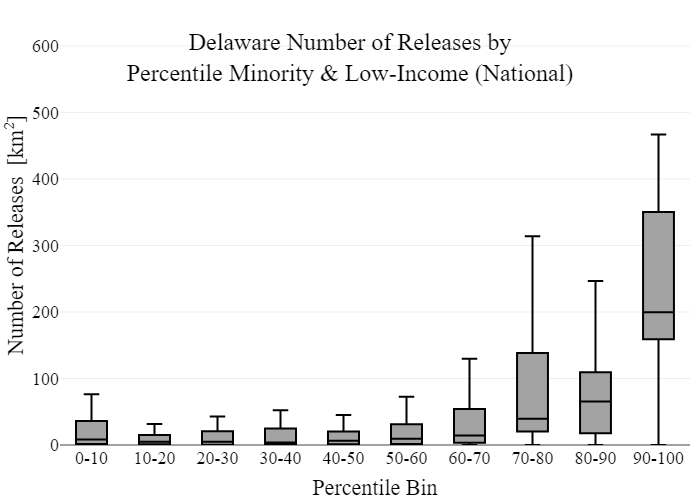 Delaware Number of Releases by
Percentile Minority & Low-Income (National)
Number of Releases [km²]
600
500
400
300
200
100
0
0-10 10-20 20-30 30-40 40-50 50-60 60-70 70-80 80-90 90-100
Percentile Bin